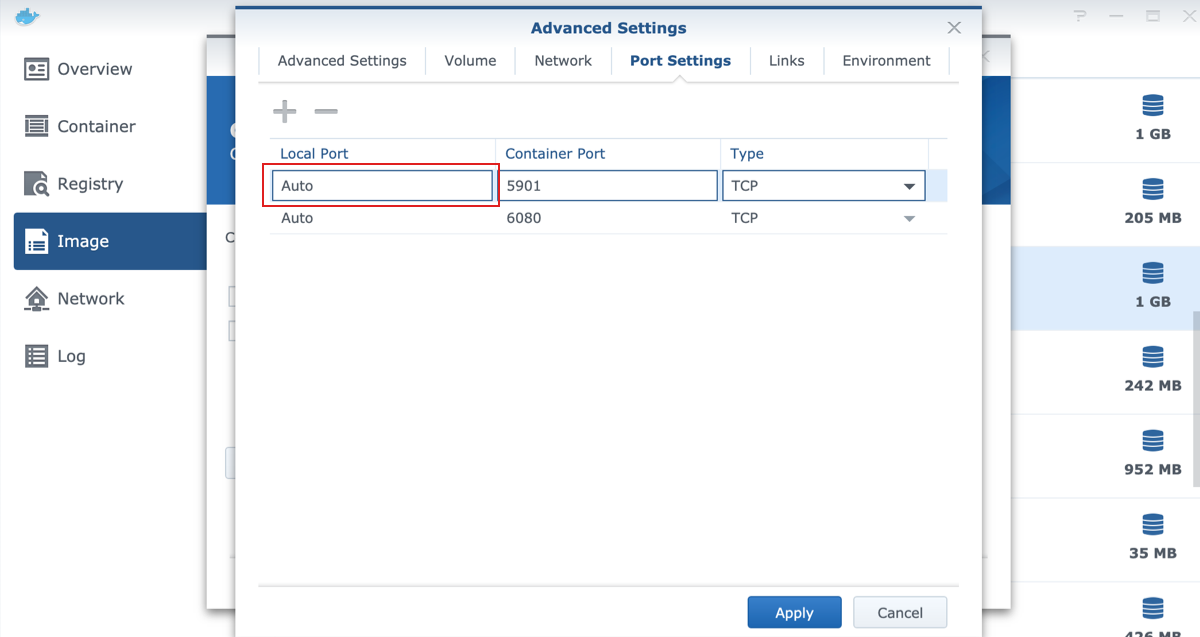 Advanced Settings
Overview
Container
Registry
Image
Network
Log
Advanced Settings Volume Network Port Settings Links Environment
Local Port Container Port Type
Auto 5901 TCP
Auto 6080 TCP
Apply Cancel
1 GB
205 MB
1 GB
242 MB
952 MB
35 MB
426 MB